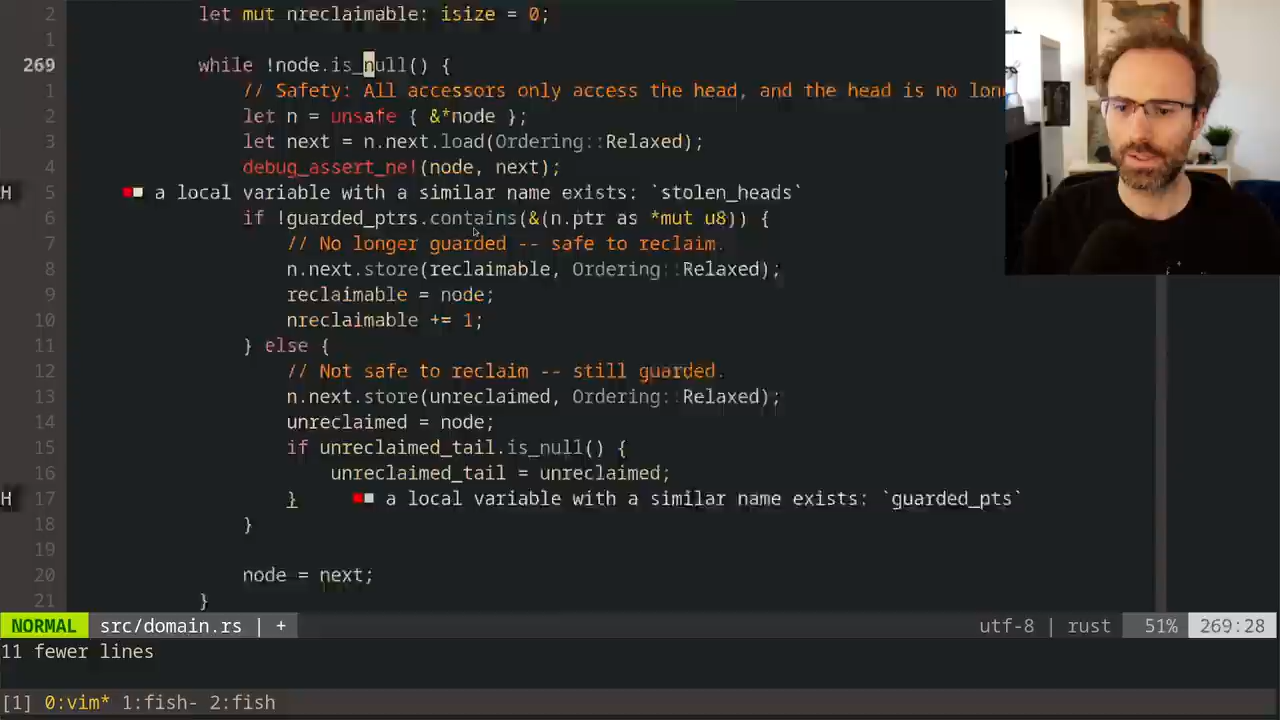 2 let mut nreclaimable: isize = 0;
1
269 while !node.is_null() {
1 // Safety: All accessors only access the head, and the head is no lon
2 let n = unsafe { &*node };
3 let next = n.next.load(Ordering::Relaxed);
4 debug_assert_ne!(node, next);
H 5 a local variable with a similar name exists: `stolen_heads`
6 if !guarded_ptrs.contains(&(n.ptr as *mut u8)) {
7 // No longer guarded -- safe to reclaim.
8 n.next.store(reclaimable, Ordering::Relaxed);
9 reclaimable = node;
10 nreclaimable += 1;
11 } else {
12 // Not safe to reclaim -- still guarded.
13 n.next.store(unreclaimed, Ordering::Relaxed);
14 unreclaimed = node;
15 if unreclaimed_tail.is_null() {
16 unreclaimed_tail = unreclaimed;
H 17 } a local variable with a similar name exists: `guarded_pts`
18 }
19
20 node = next;
21 }
NORMAL src/domain.rs | + utf-8 | rust 51% 269:28
11 fewer lines
[1] 0:vim* 1:fish- 2:fish